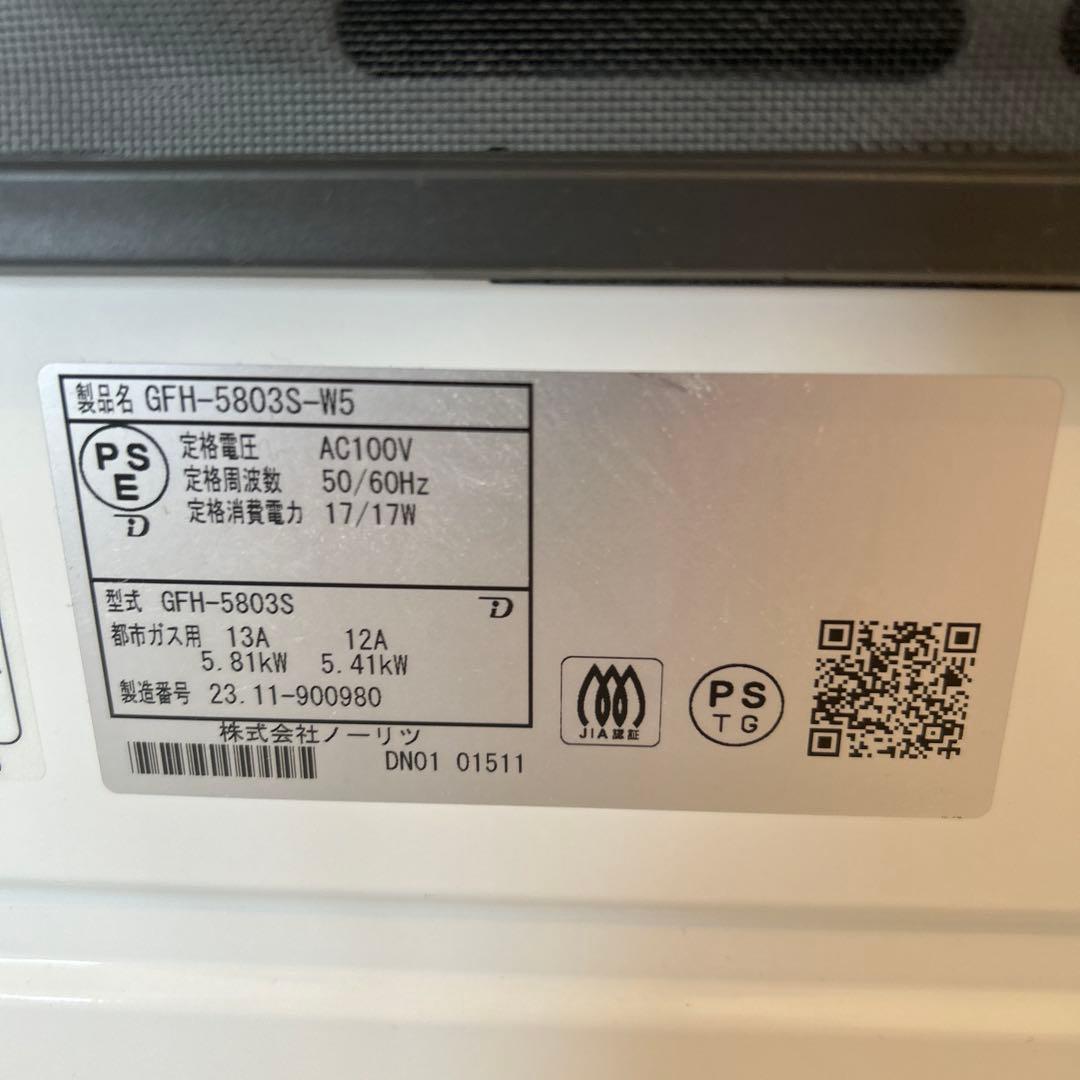 製品名 GFH-5803S-W5
PS
E
定格電圧 AC100V
定格周波数 50/60Hz
定格消費電力 17/17W
型式 GFH-5803S
都市ガス用 13A 12A
5.81kW 5.41kW
製造番号 23.11-900980
株式会社ノーリツ
DN01 01511
JIA認証
PS
TG